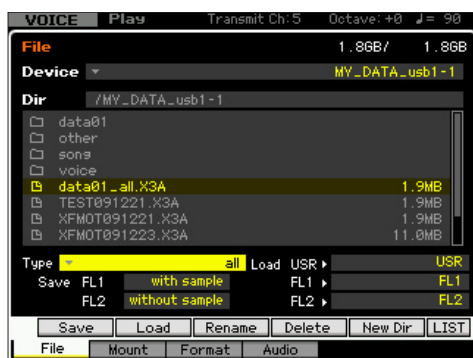 VOICE Play Transmit Ch:5 Octave:+0 ♩= 90
File 1.8GB/ 1.8GB
Device MY_DATA_usb1-1
Dir /MY_DATA_usb1-1
data01
other
song
voice
data01_all.X3A 1.9MB
TEST091221.X3A 1.9MB
XFMOT091221.X3A 1.9MB
XFMOT091223.X3A 11.0MB
Type all Load USR USR
Save FL1 with sample FL1 FL1
FL2 without sample FL2 FL2
Save Load Rename Delete New Dir LIST
File Mount Format Audio